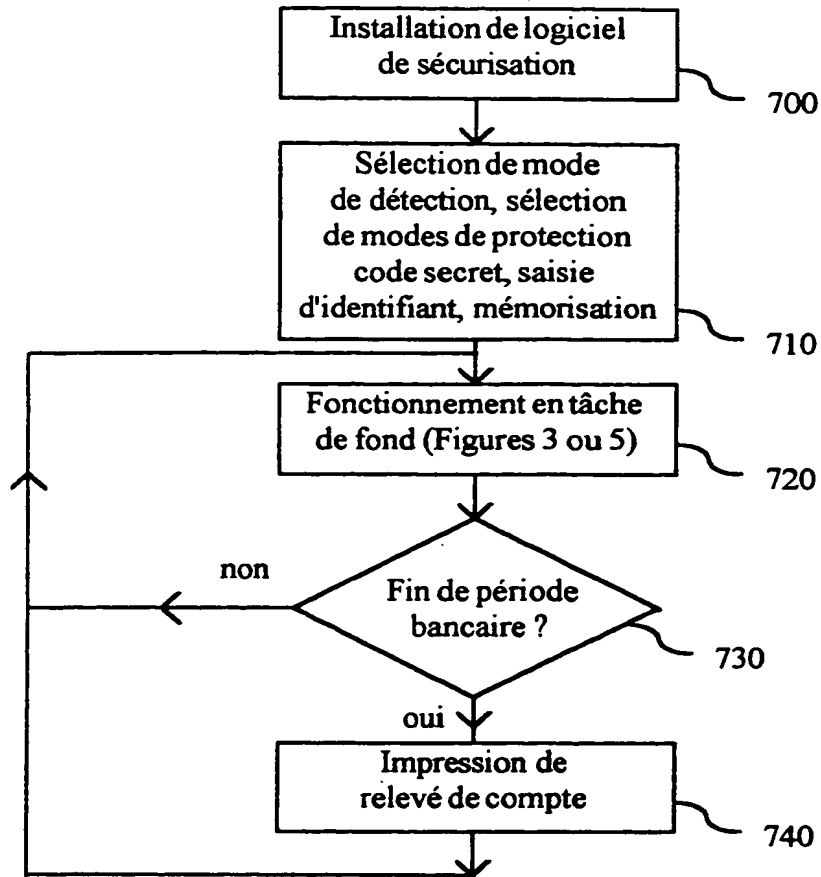 Installation de logiciel
de sécurisation
700
Sélection de mode
de détection, sélection
de modes de protection
code secret, saisie
d'identifiant, mémorisation
710
Fonctionnement en tâche
de fond (Figures 3 ou 5)
720
non
Fin de période
bancaire ?
730
oui
Impression de
relevé de compte
740